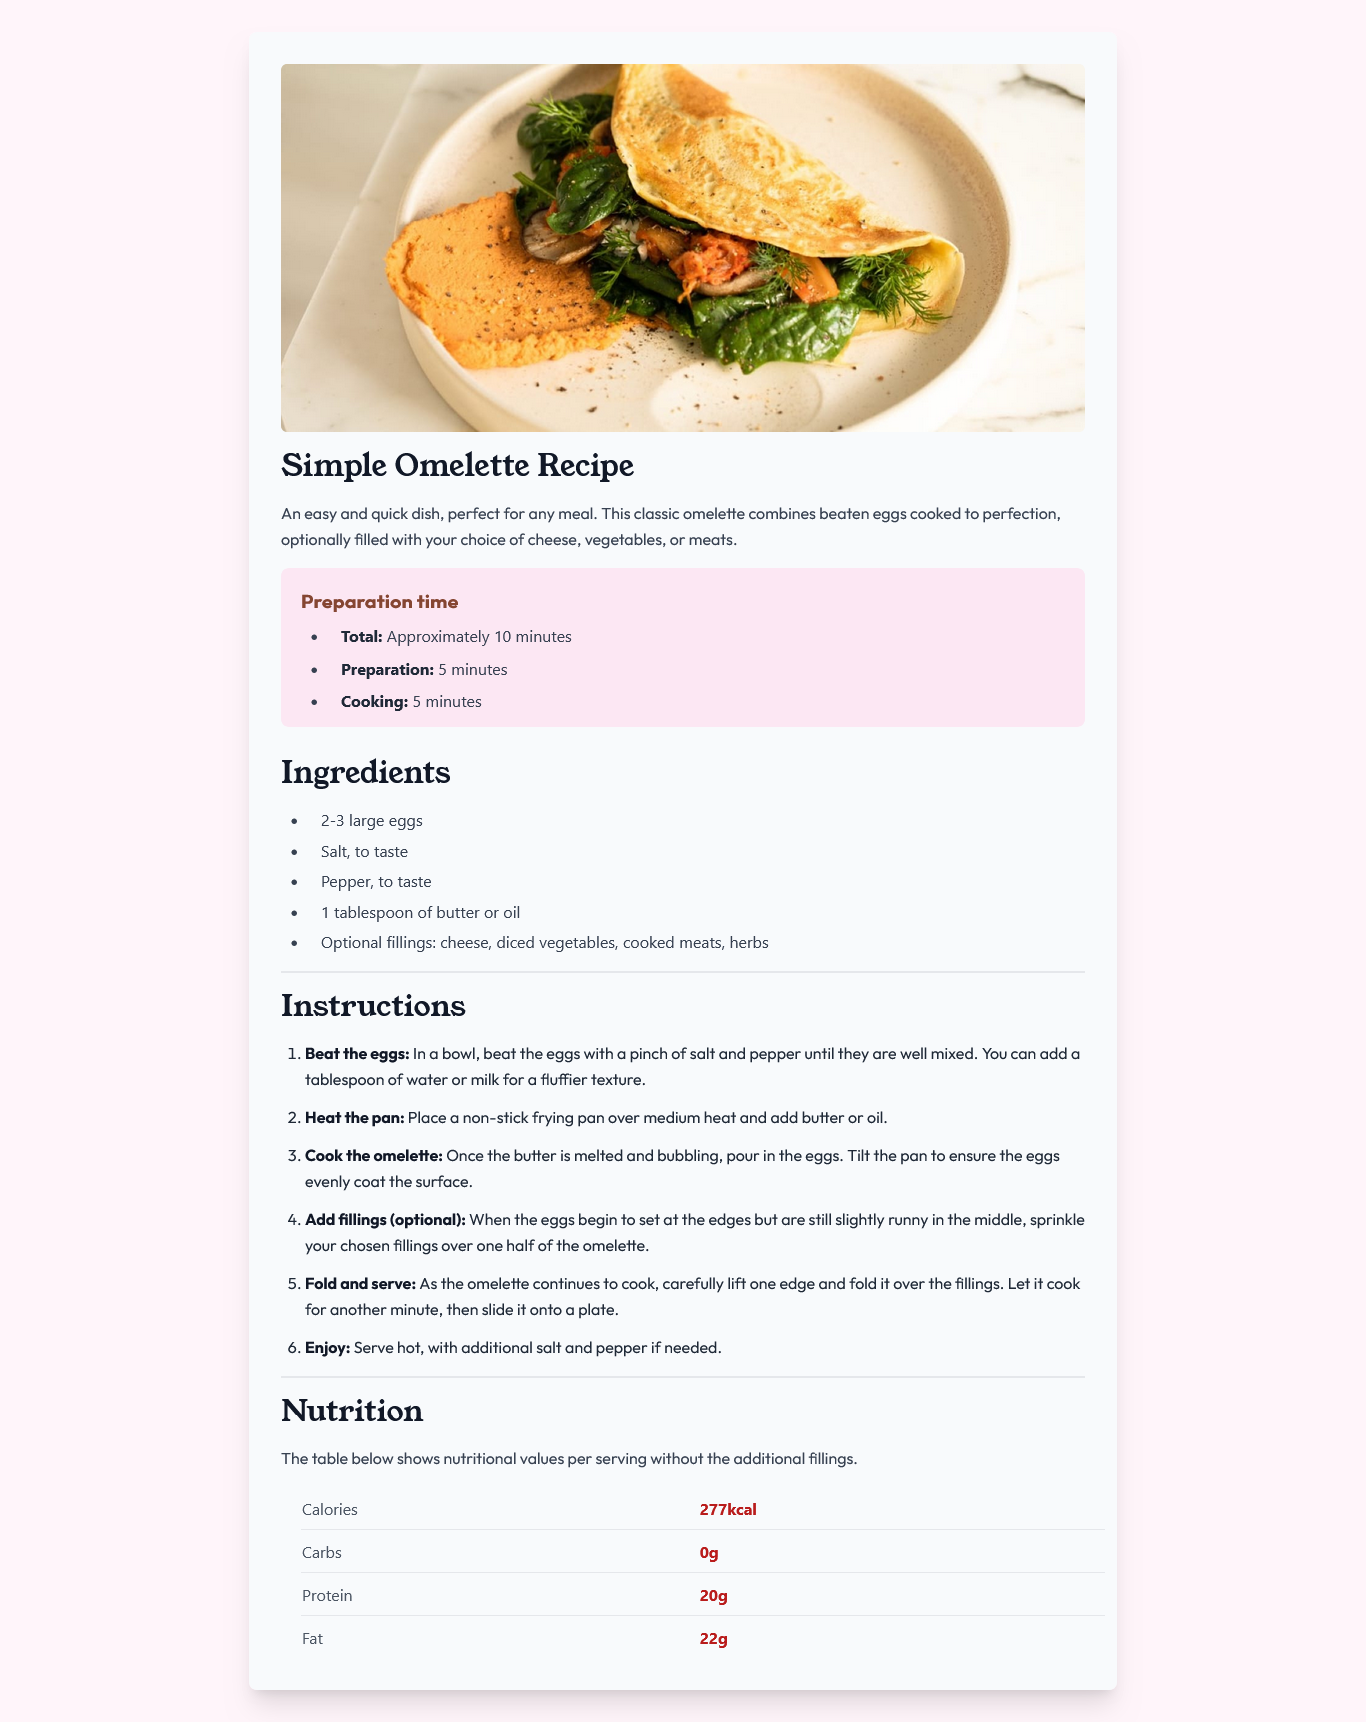 Simple Omelette Recipe
An easy and quick dish, perfect for any meal. This classic omelette combines beaten eggs cooked to perfection,
optionally filled with your choice of cheese, vegetables, or meats.
Preparation time
• Total: Approximately 10 minutes
• Preparation: 5 minutes
• Cooking: 5 minutes
Ingredients
• 2-3 large eggs
• Salt, to taste
• Pepper, to taste
• 1 tablespoon of butter or oil
• Optional fillings: cheese, diced vegetables, cooked meats, herbs
Instructions
1. Beat the eggs: In a bowl, beat the eggs with a pinch of salt and pepper until they are well mixed. You can add a
tablespoon of water or milk for a fluffier texture.
2. Heat the pan: Place a non-stick frying pan over medium heat and add butter or oil.
3. Cook the omelette: Once the butter is melted and bubbling, pour in the eggs. Tilt the pan to ensure the eggs
evenly coat the surface.
4. Add fillings (optional): When the eggs begin to set at the edges but are still slightly runny in the middle, sprinkle
your chosen fillings over one half of the omelette.
5. Fold and serve: As the omelette continues to cook, carefully lift one edge and fold it over the fillings. Let it cook
for another minute, then slide it onto a plate.
6. Enjoy: Serve hot, with additional salt and pepper if needed.
Nutrition
The table below shows nutritional values per serving without the additional fillings.
Calories 277kcal
Carbs 0g
Protein 20g
Fat 22g